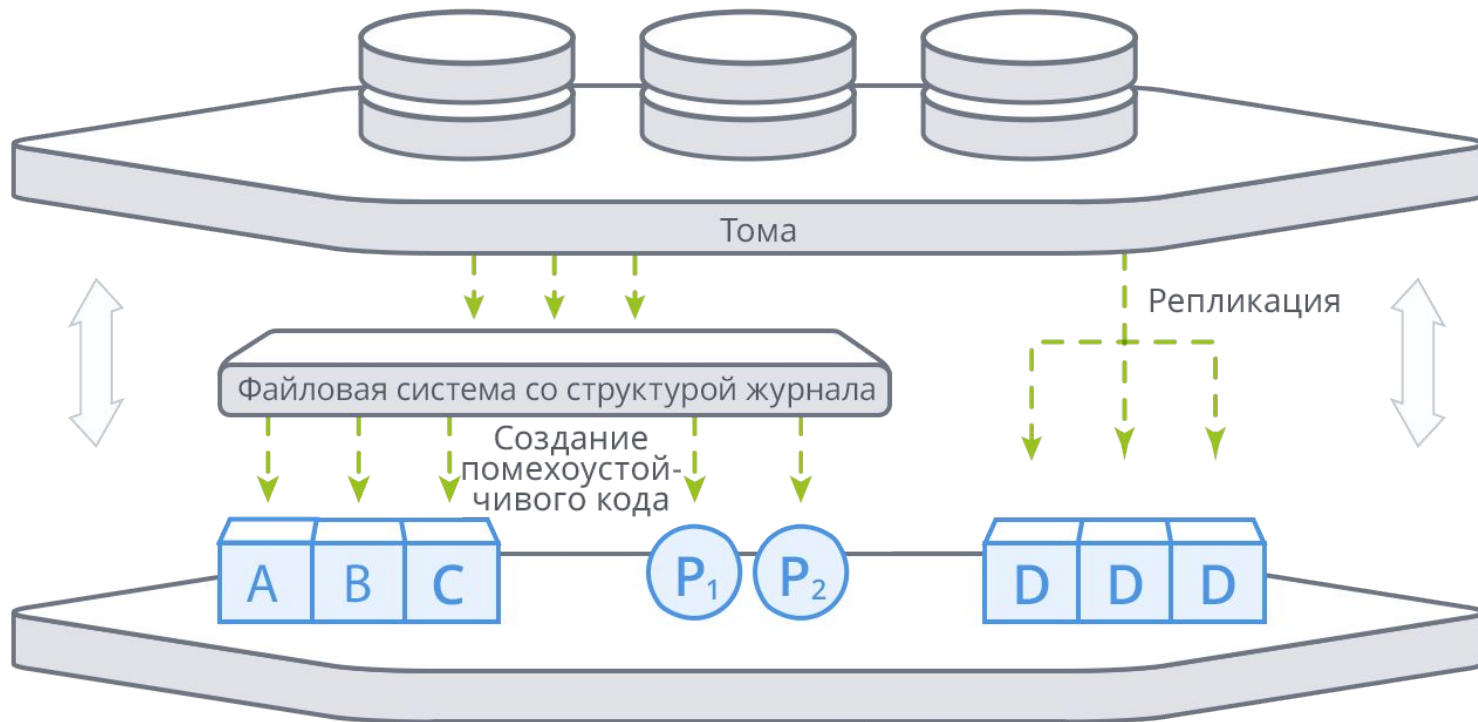 Тома
Репликация
Файловая система со структурой журнала
Создание
помехоустой-
чивого кода
A B C P₁ P₂ D D D